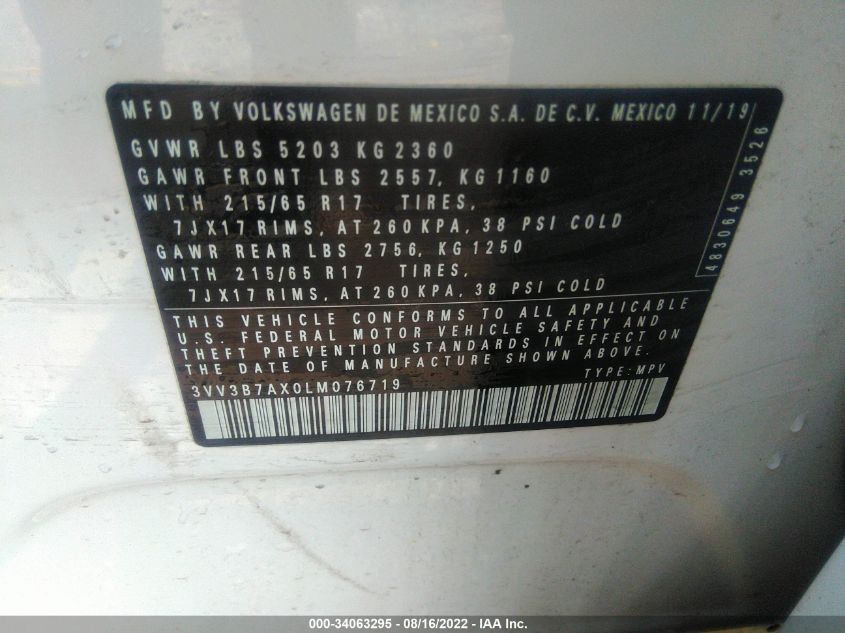 MFD BY VOLKSWAGEN DE MEXICO S.A. DE C.V. MEXICO 11/19
GVWR LBS 5203 KG 2360
GAWR FRONT LBS 2557, KG 1160
WITH 215/65 R17 TIRES,
7JX17 RIMS, AT 260 KPA, 38 PSI COLD
GAWR REAR LBS 2756, KG 1250
WITH 215/65 R17 TIRES,
7JX17 RIMS, AT 260 KPA, 38 PSI COLD
THIS VEHICLE CONFORMS TO ALL APPLICABLE
U.S. FEDERAL MOTOR VEHICLE SAFETY AND
THEFT PREVENTION STANDARDS IN EFFECT ON
THE DATE OF MANUFACTURE SHOWN ABOVE.
3VV3B7AX0LM076719 TYPE: MPV
4830649 3526
000-34063295 - 08/16/2022 - IAA Inc.